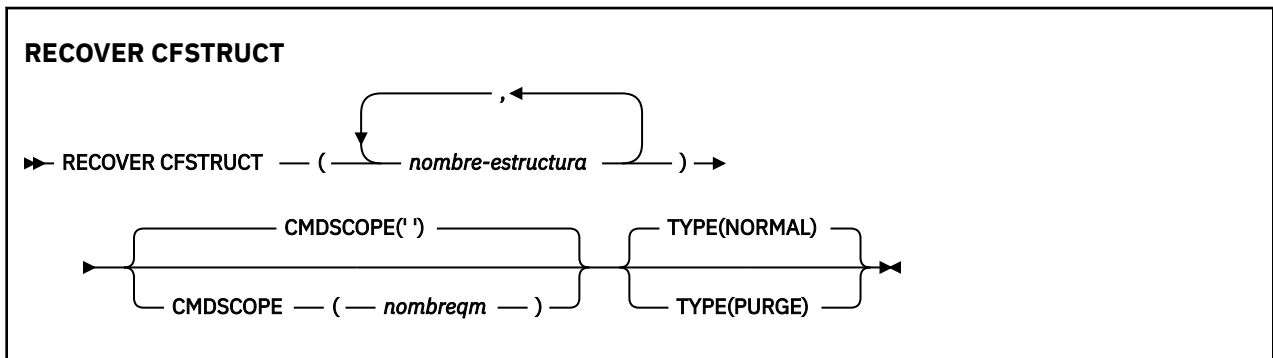 RECOVER CFSTRUCT
,
RECOVER CFSTRUCT ( nombre-estructura )
CMDSCOPE(' ') TYPE(NORMAL)
CMDSCOPE ( nombreqm ) TYPE(PURGE)